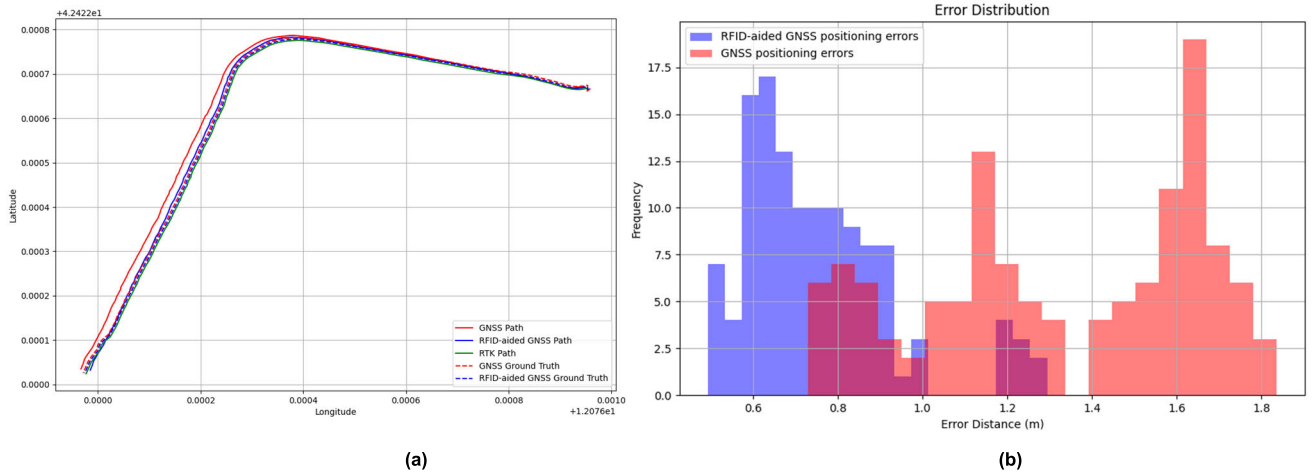 +4.2422e1
0.0008
0.0007
0.0006
0.0005
0.0004
0.0003
0.0002
0.0001
0.0000
Latitude
GNSS Path
RFID-aided GNSS Path
RTK Path
GNSS Ground Truth
RFID-aided GNSS Ground Truth
0.0000 0.0002 0.0004 0.0006 0.0008 0.0010
Longitude
+1.2076e1
(a)
Error Distribution
RFID-aided GNSS positioning errors
GNSS positioning errors
17.5
15.0
12.5
10.0
7.5
5.0
2.5
0.0
Frequency
0.6 0.8 1.0 1.2 1.4 1.6 1.8
Error Distance (m)
(b)